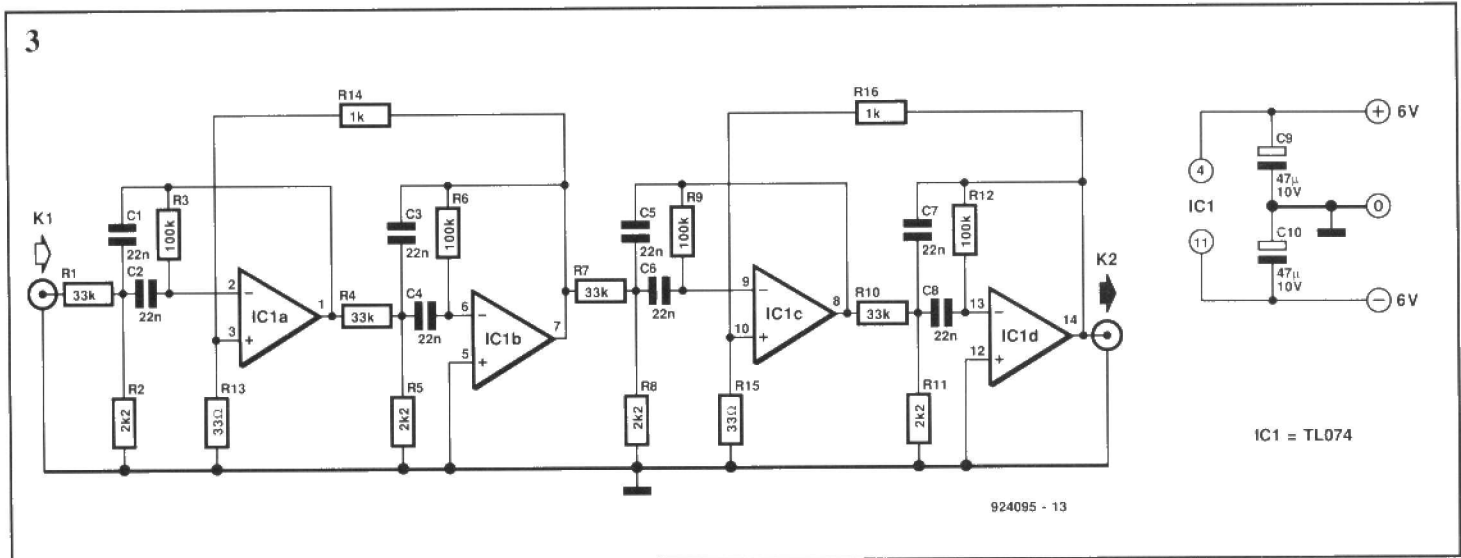 3
R14
1k
R16
1k
+
6V
C9
47µ
10V
4
IC1
0
11
C10
47µ
10V
−
6V
K1
R1
33k
C1
22n
C2
22n
R3
100k
2
−
3
+
IC1a
1
R2
2k2
R13
33Ω
R4
33k
C3
22n
C4
22n
R6
100k
6
−
5
+
IC1b
7
R5
2k2
R7
33k
C5
22n
C6
22n
R9
100k
9
−
10
+
IC1c
8
R8
2k2
R15
33Ω
R10
33k
C7
22n
C8
22n
R12
100k
13
−
12
+
IC1d
14
R11
2k2
K2
IC1 = TL074
924095 - 13